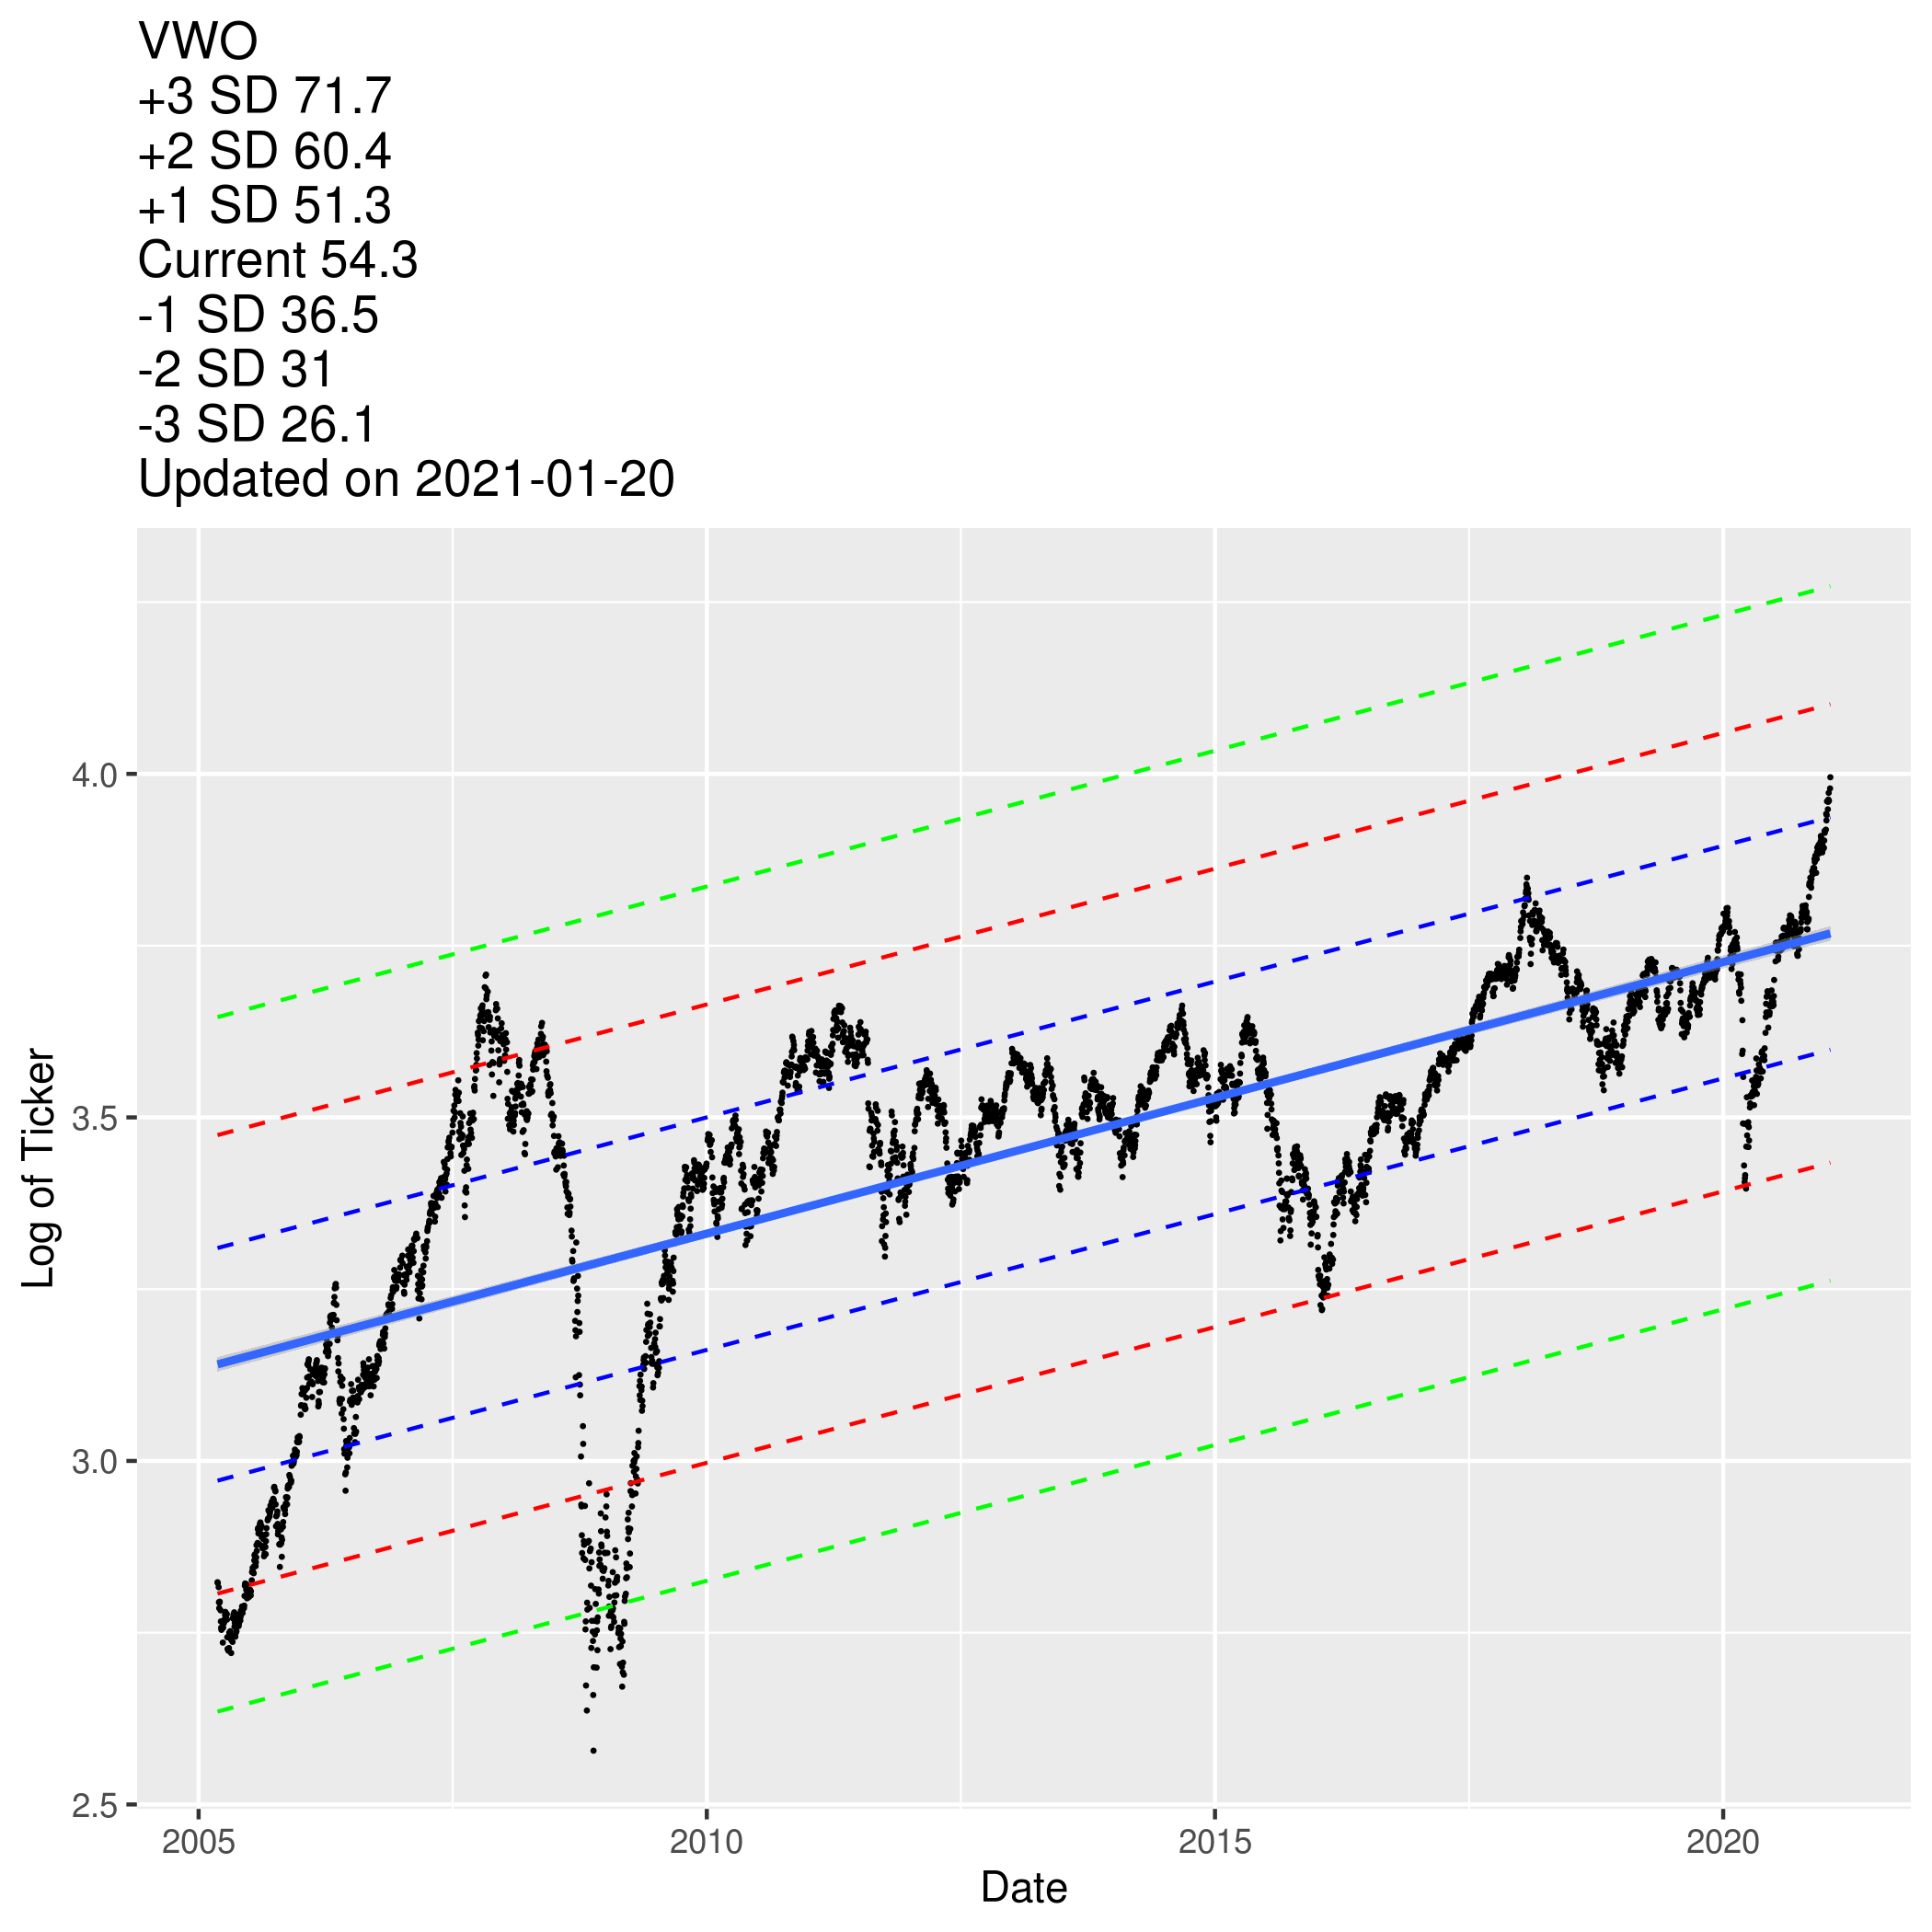 VWO
+3 SD 71.7
+2 SD 60.4
+1 SD 51.3
Current 54.3
-1 SD 36.5
-2 SD 31
-3 SD 26.1
Updated on 2021-01-20
4.0
3.5
3.0
2.5
Log of Ticker
2005 2010 2015 2020
Date